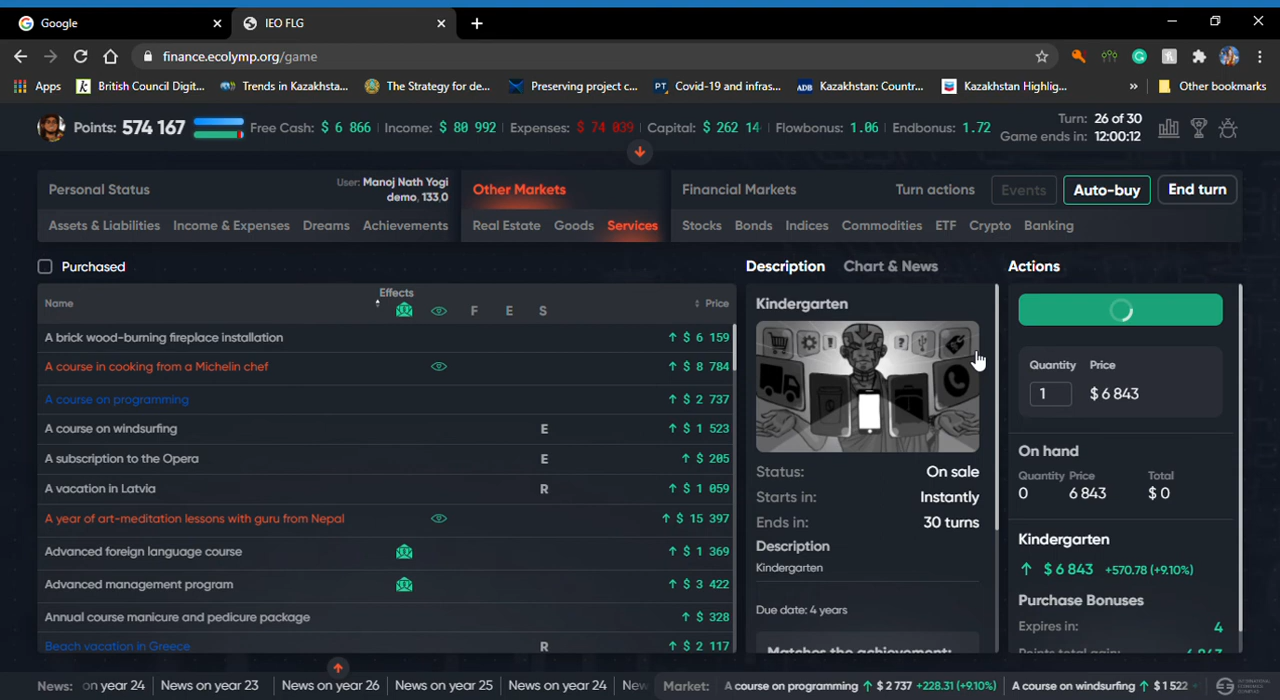 Google
IEO FLG
finance.ecolymp.org/game
Apps
British Council Digit...
Trends in Kazakhsta...
The Strategy for de...
Preserving project c...
PT
Covid-19 and infras...
ADB
Kazakhstan: Countr...
Kazakhstan Highlig...
»
Other bookmarks
Points: 574 167
Free Cash: $ 6 866
Income: $ 80 992
Expenses: $ 74 039
Capital: $ 262 14
Flowbonus: 1.06
Endbonus: 1.72
Turn: 26 of 30
Game ends in: 12:00:12
Personal Status
User: Manoj Nath Yogi
demo, 133.0
Other Markets
Financial Markets
Turn actions
Events
Auto-buy
End turn
Assets & Liabilities
Income & Expenses
Dreams
Achievements
Real Estate
Goods
Services
Stocks
Bonds
Indices
Commodities
ETF
Crypto
Banking
Purchased
Name
Effects
F E S
Price
A brick wood-burning fireplace installation ↑ $ 6 159
A course in cooking from a Michelin chef ↑ $ 8 784
A course on programming ↑ $ 2 737
A course on windsurfing E ↑ $ 1 523
A subscription to the Opera E ↑ $ 205
A vacation in Latvia R ↑ $ 1 059
A year of art-meditation lessons with guru from Nepal ↑ $ 15 397
Advanced foreign language course ↑ $ 1 369
Advanced management program ↑ $ 3 422
Annual course manicure and pedicure package ↑ $ 328
Beach vacation in Greece R ↑ $ 2 117
Description
Chart & News
Kindergarten
Status: On sale
Starts in: Instantly
Ends in: 30 turns
Description
Kindergarten
Due date: 4 years
Matches the achievement:
Actions
Quantity Price
1 $ 6 843
On hand
Quantity Price Total
0 6 843 $ 0
Kindergarten
↑ $ 6 843 +570.78 (+9.10%)
Purchase Bonuses
Expires in: 4
Points total gain:
News:
on year 24
News on year 23
News on year 26
News on year 25
News on year 24
New
Market:
A course on programming ↑ $ 2 737 +228.31 (+9.10%)
A course on windsurfing ↑ $ 1 522